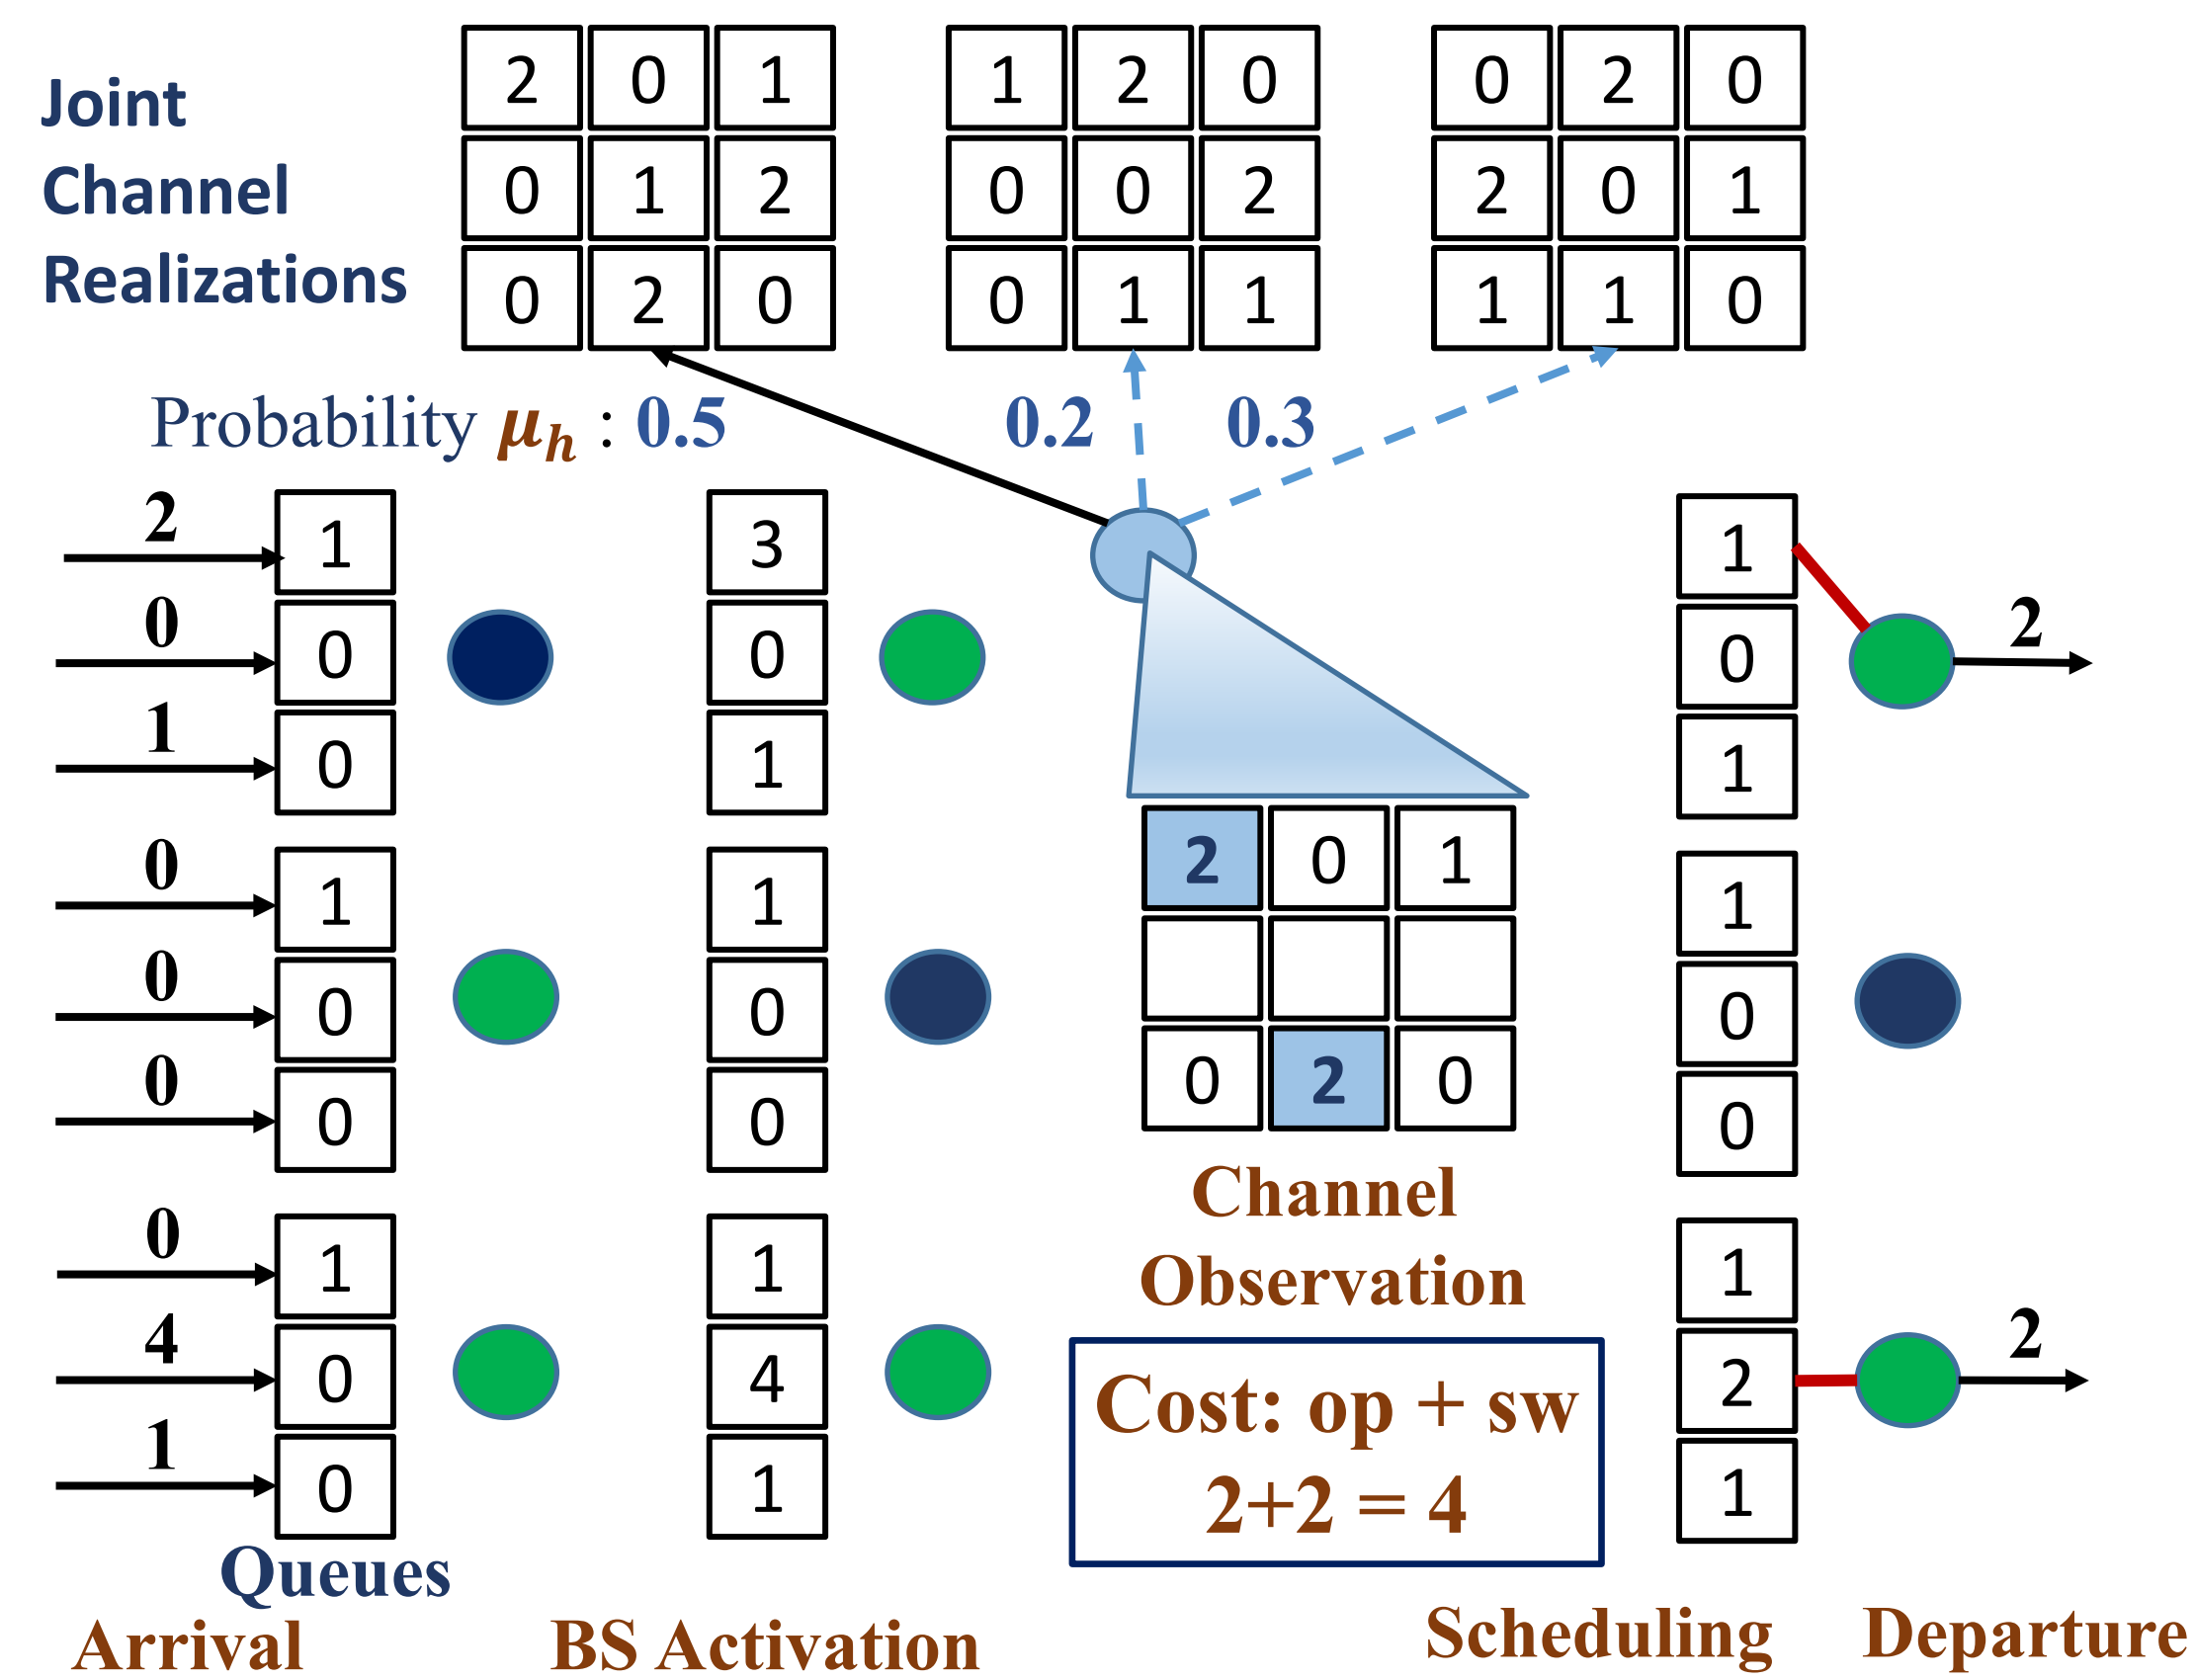 Joint
Channel
Realizations
2 0 1
0 1 2
0 2 0
1 2 0
0 0 2
0 1 1
0 2 0
2 0 1
1 1 0
Probability μh : 0.5
0.2
0.3
2
0
1
1
0
0
0
0
0
1
0
0
0
4
1
1
0
0
Queues
Arrival
3
0
1
1
0
0
1
4
1
BS Activation
2 0 1
0 2 0
Channel
Observation
Cost: op + sw
2+2 = 4
1
0
1
1
0
0
1
2
1
Scheduling
2
2
Departure